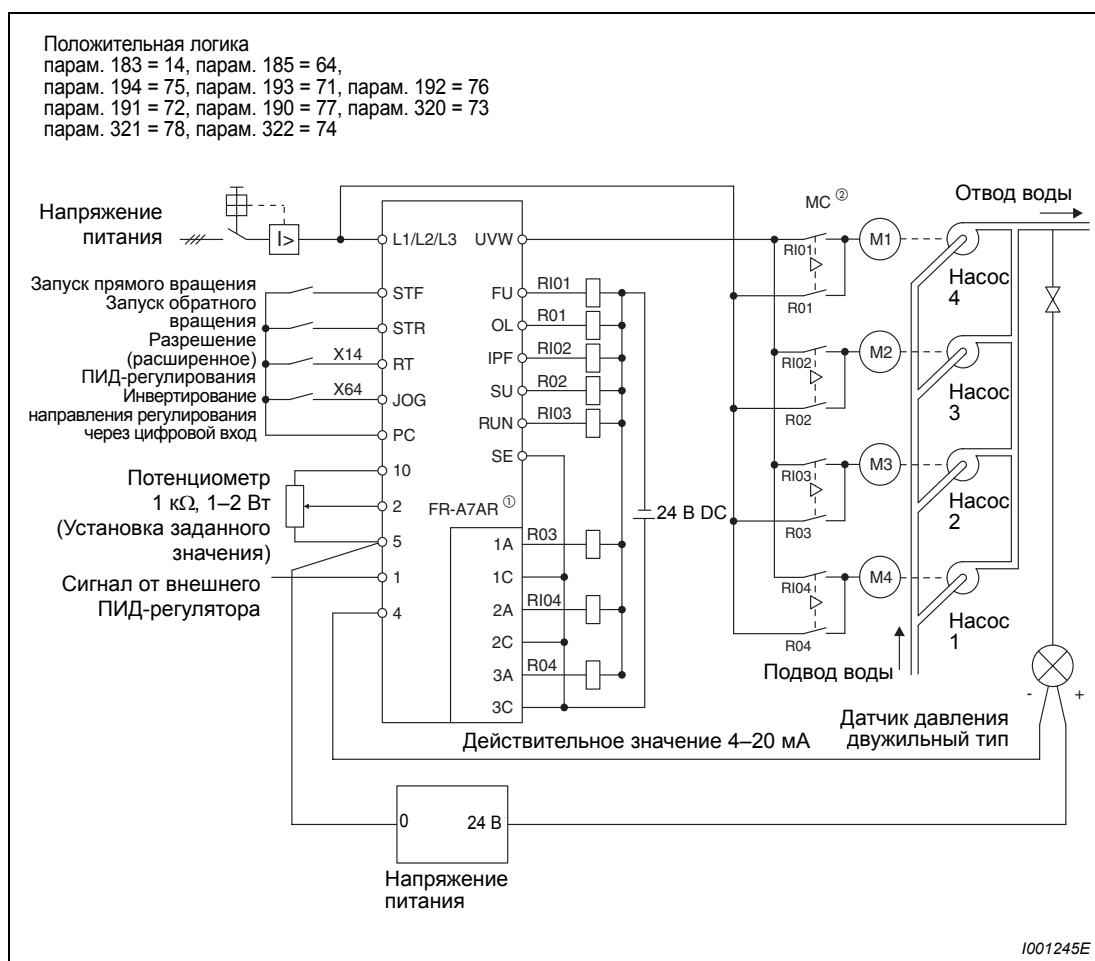 Положительная логика
парам. 183 = 14, парам. 185 = 64,
парам. 194 = 75, парам. 193 = 71, парам. 192 = 76
парам. 191 = 72, парам. 190 = 77, парам. 320 = 73
парам. 321 = 78, парам. 322 = 74
Напряжение
питания
I>
L1/L2/L3
UVW
MC ②
Отвод воды
Запуск прямого вращения
Запуск обратного
вращения
Разрешение
(расширенное)
ПИД-регулирования
Инвертирование
направления регулирования
через цифровой вход
X14
X64
STF
STR
RT
JOG
PC
Потенциометр
1 кΩ, 1–2 Вт
(Установка заданного
значения)
Сигнал от внешнего
ПИД-регулятора
10
2
5
1
4
FU
OL
IPF
SU
RUN
SE
RI01
R01
RI02
R02
RI03
FR-A7AR ①
1A
1C
2A
2C
3A
3C
R03
RI04
R04
24 В DC
RI01
R01
M1
Насос
4
RI02
R02
M2
Насос
3
RI03
R03
M3
Насос
2
RI04
R04
M4
Насос
1
Подвод воды
-
+
Датчик давления
двужильный тип
Действительное значение 4–20 мА
0
24 В
Напряжение
питания
I001245E